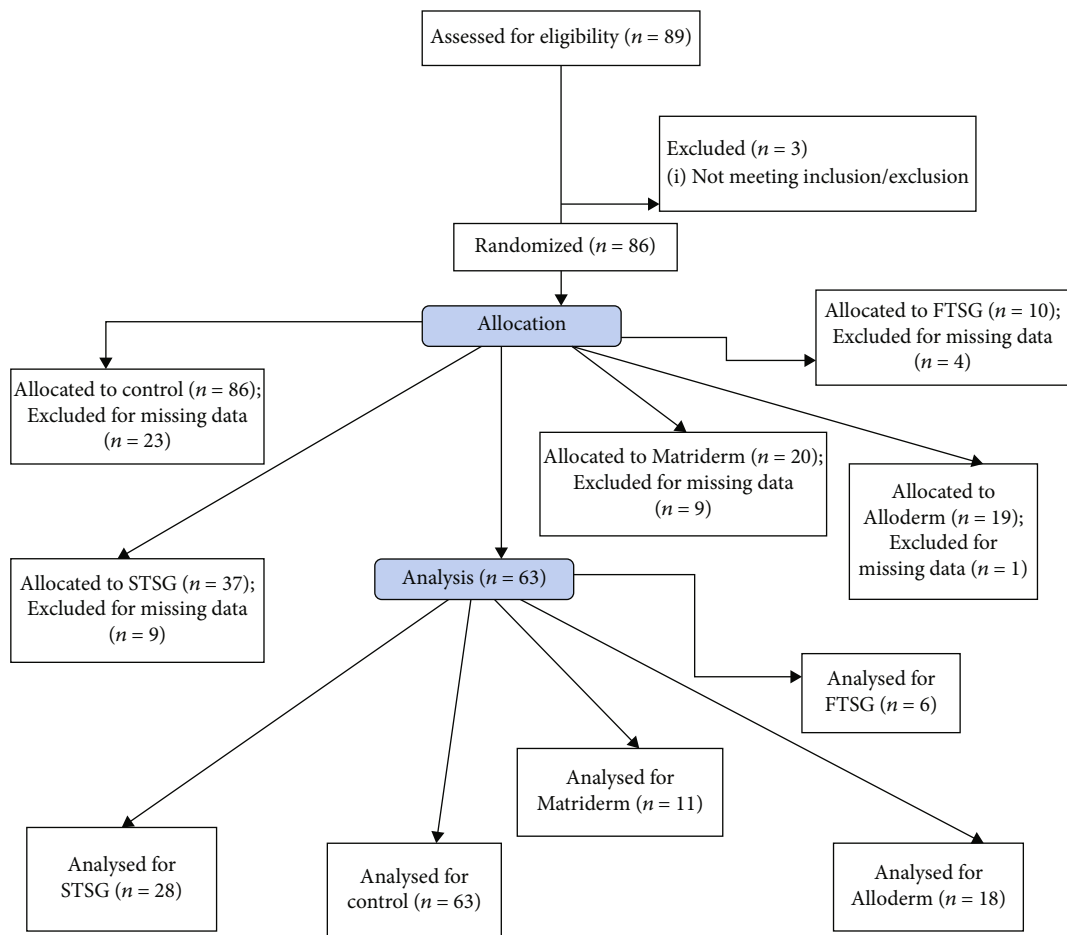 Assessed for eligibility (n = 89)
Excluded (n = 3)
(i) Not meeting inclusion/exclusion
Randomized (n = 86)
Allocation
Allocated to FTSG (n = 10);
Excluded for missing data
(n = 4)
Allocated to control (n = 86);
Excluded for missing data
(n = 23)
Allocated to Matriderm (n = 20);
Excluded for missing data
(n = 9)
Allocated to
Alloderm (n = 19);
Excluded for
missing data (n = 1)
Allocated to STSG (n = 37);
Excluded for missing data
(n = 9)
Analysis (n = 63)
Analysed for
FTSG (n = 6)
Analysed for
Matriderm (n = 11)
Analysed for
STSG (n = 28)
Analysed for
control (n = 63)
Analysed for
Alloderm (n = 18)